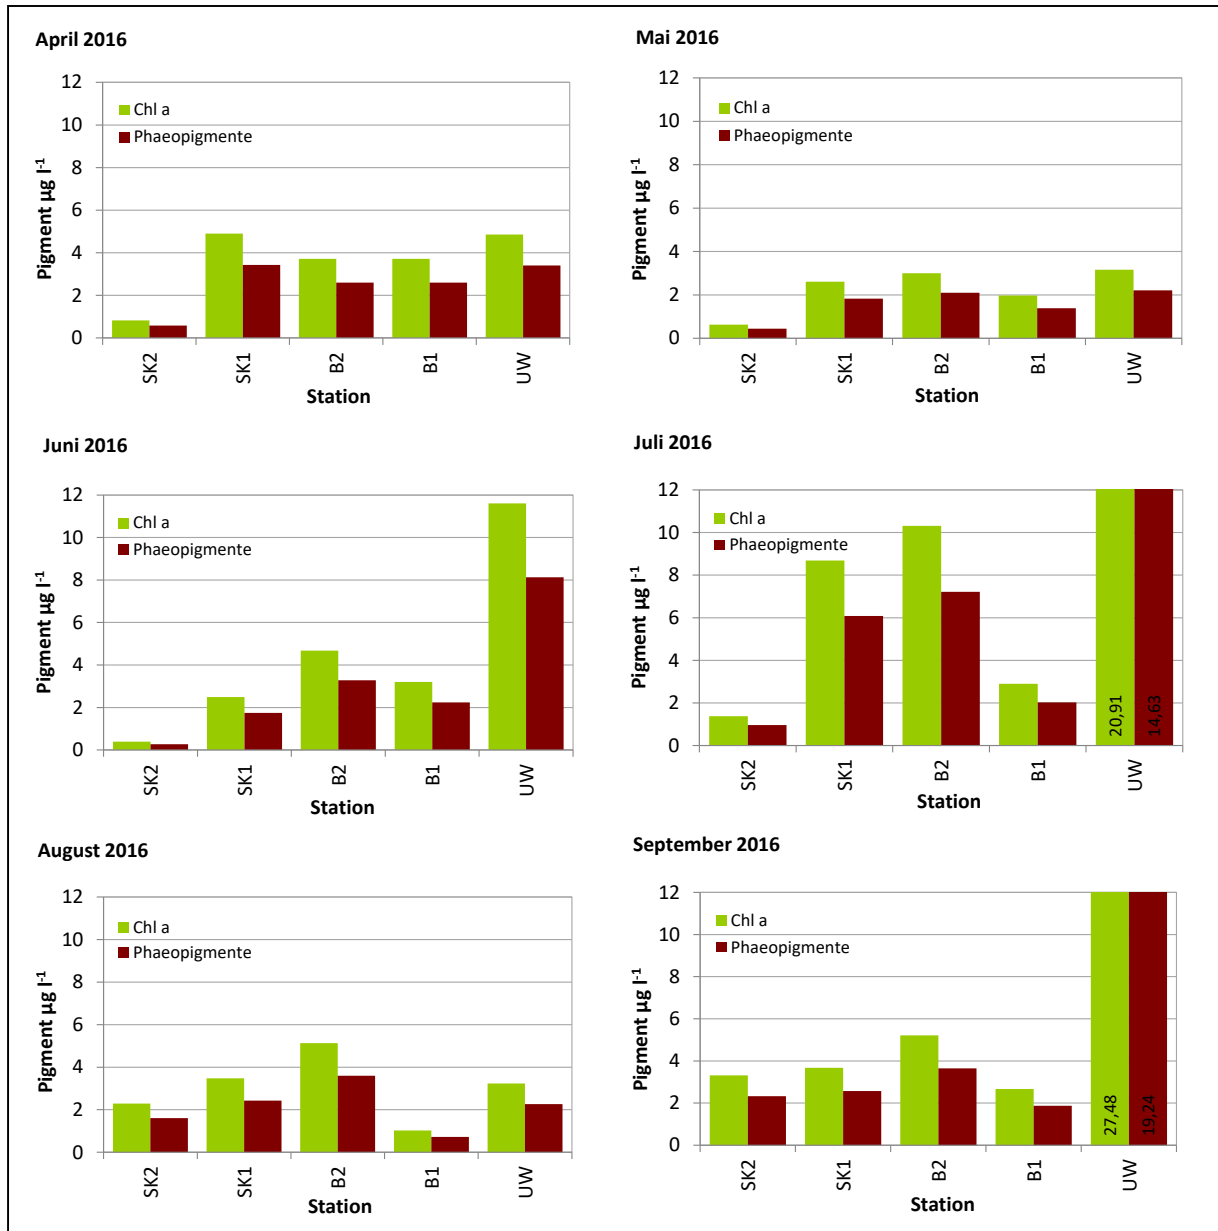 April 2016
Pigment µg l⁻¹
12
10
8
6
4
2
0
Chl a
Phaeopigmente
SK2 SK1 B2 B1 UW
Station
Mai 2016
Pigment µg l⁻¹
12
10
8
6
4
2
0
Chl a
Phaeopigmente
SK2 SK1 B2 B1 UW
Station
Juni 2016
Pigment µg l⁻¹
12
10
8
6
4
2
0
Chl a
Phaeopigmente
SK2 SK1 B2 B1 UW
Station
Juli 2016
Pigment µg l⁻¹
12
10
8
6
4
2
0
Chl a
Phaeopigmente
20,91 14,63
SK2 SK1 B2 B1 UW
Station
August 2016
Pigment µg l⁻¹
12
10
8
6
4
2
0
Chl a
Phaeopigmente
SK2 SK1 B2 B1 UW
Station
September 2016
Pigment µg l⁻¹
12
10
8
6
4
2
0
Chl a
Phaeopigmente
27,48 19,24
SK2 SK1 B2 B1 UW
Station